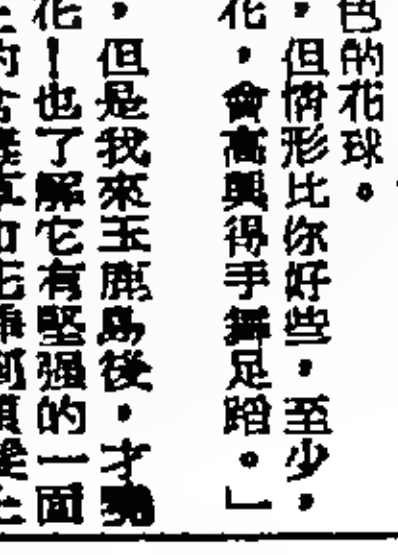 色的花球。
，但情形比你好些，至少，
花，會高興得手舞足蹈。」
，但是我來玉鹿島後，才
花！也了解它有堅强的一面